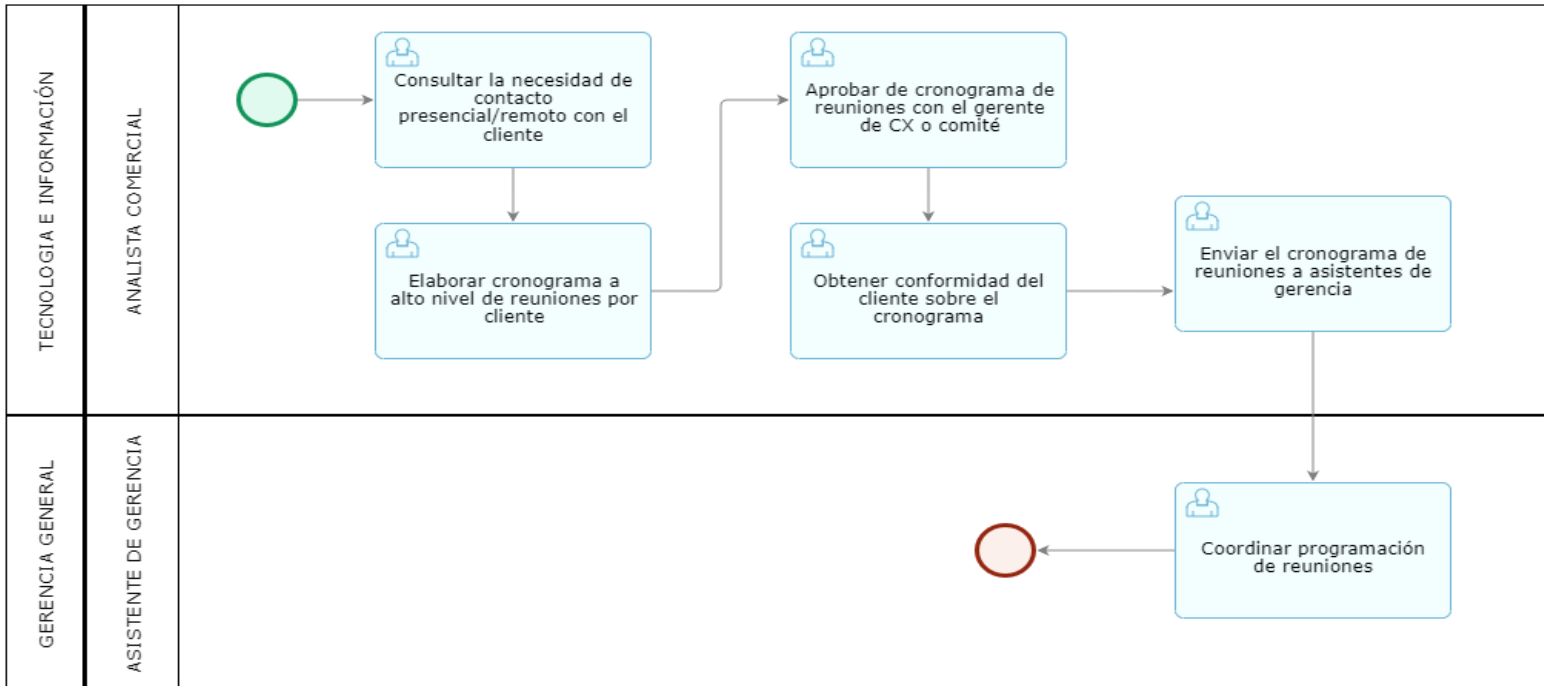 TECNOLOGIA E INFORMACIÓN
ANALISTA COMERCIAL
Consultar la necesidad de
contacto
presencial/remoto con el
cliente
Elaborar cronograma a
alto nivel de reuniones por
cliente
Aprobar de cronograma de
reuniones con el gerente
de CX o comité
Obtener conformidad del
cliente sobre el
cronograma
Enviar el cronograma de
reuniones a asistentes de
gerencia
GERENCIA GENERAL
ASISTENTE DE GERENCIA
Coordinar programación
de reuniones